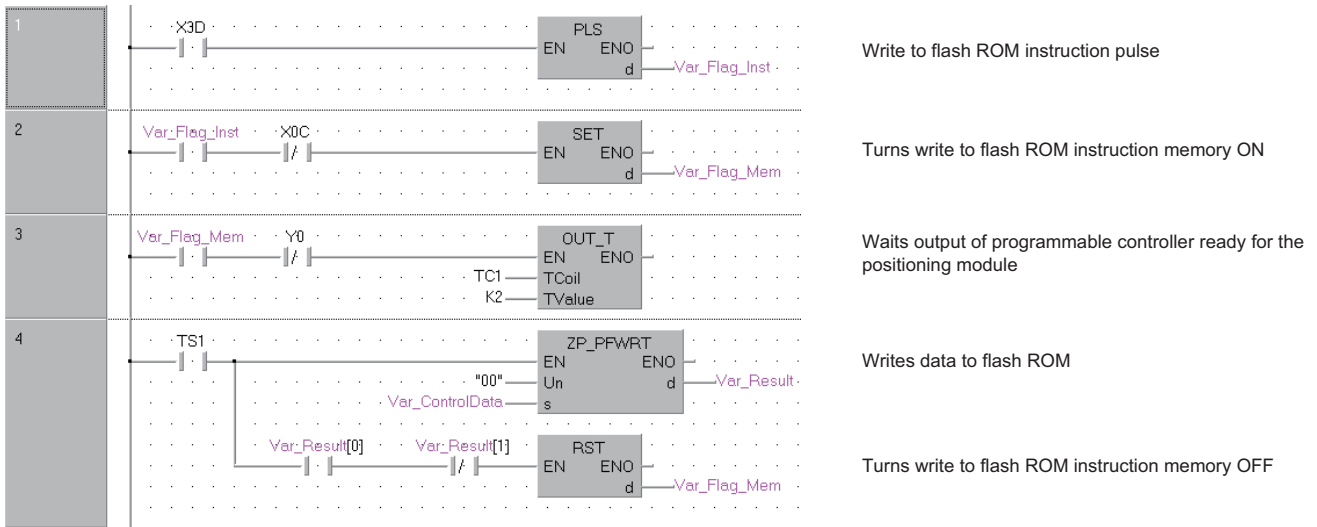 1
X3D
PLS
EN ENO
d Var_Flag_Inst
Write to flash ROM instruction pulse
2
Var_Flag_Inst X0C
SET
EN ENO
d Var_Flag_Mem
Turns write to flash ROM instruction memory ON
3
Var_Flag_Mem Y0
OUT_T
EN ENO
TC1 TCoil
K2 TValue
Waits output of programmable controller ready for the
positioning module
4
TS1
ZP_PFWRT
EN ENO
"00" Un d Var_Result
Var_ControlData s
Writes data to flash ROM
Var_Result[0] Var_Result[1]
RST
EN ENO
d Var_Flag_Mem
Turns write to flash ROM instruction memory OFF